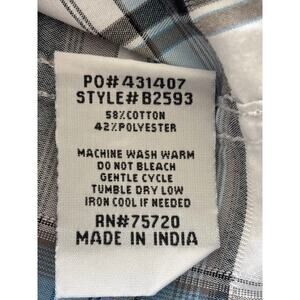 PO#431407
STYLE#B2593
58%COTTON
42%POLYESTER
MACHINE WASH WARM
DO NOT BLEACH
GENTLE CYCLE
TUMBLE DRY LOW
IRON COOL IF NEEDED
RN#75720
MADE IN INDIA